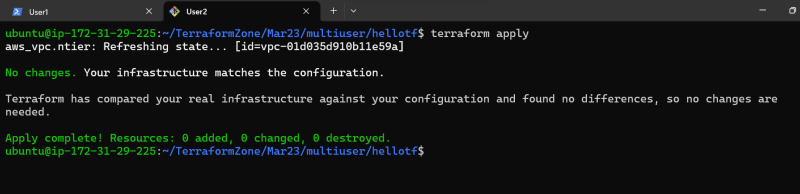 User1
User2
ubuntu@ip-172-31-29-225:~/TerraformZone/Mar23/multiuser/hellotf$ terraform apply
aws_vpc.ntier: Refreshing state... [id=vpc-01d035d910b11e59a]
No changes. Your infrastructure matches the configuration.
Terraform has compared your real infrastructure against your configuration and found no differences, so no changes are
needed.
Apply complete! Resources: 0 added, 0 changed, 0 destroyed.
ubuntu@ip-172-31-29-225:~/TerraformZone/Mar23/multiuser/hellotf$